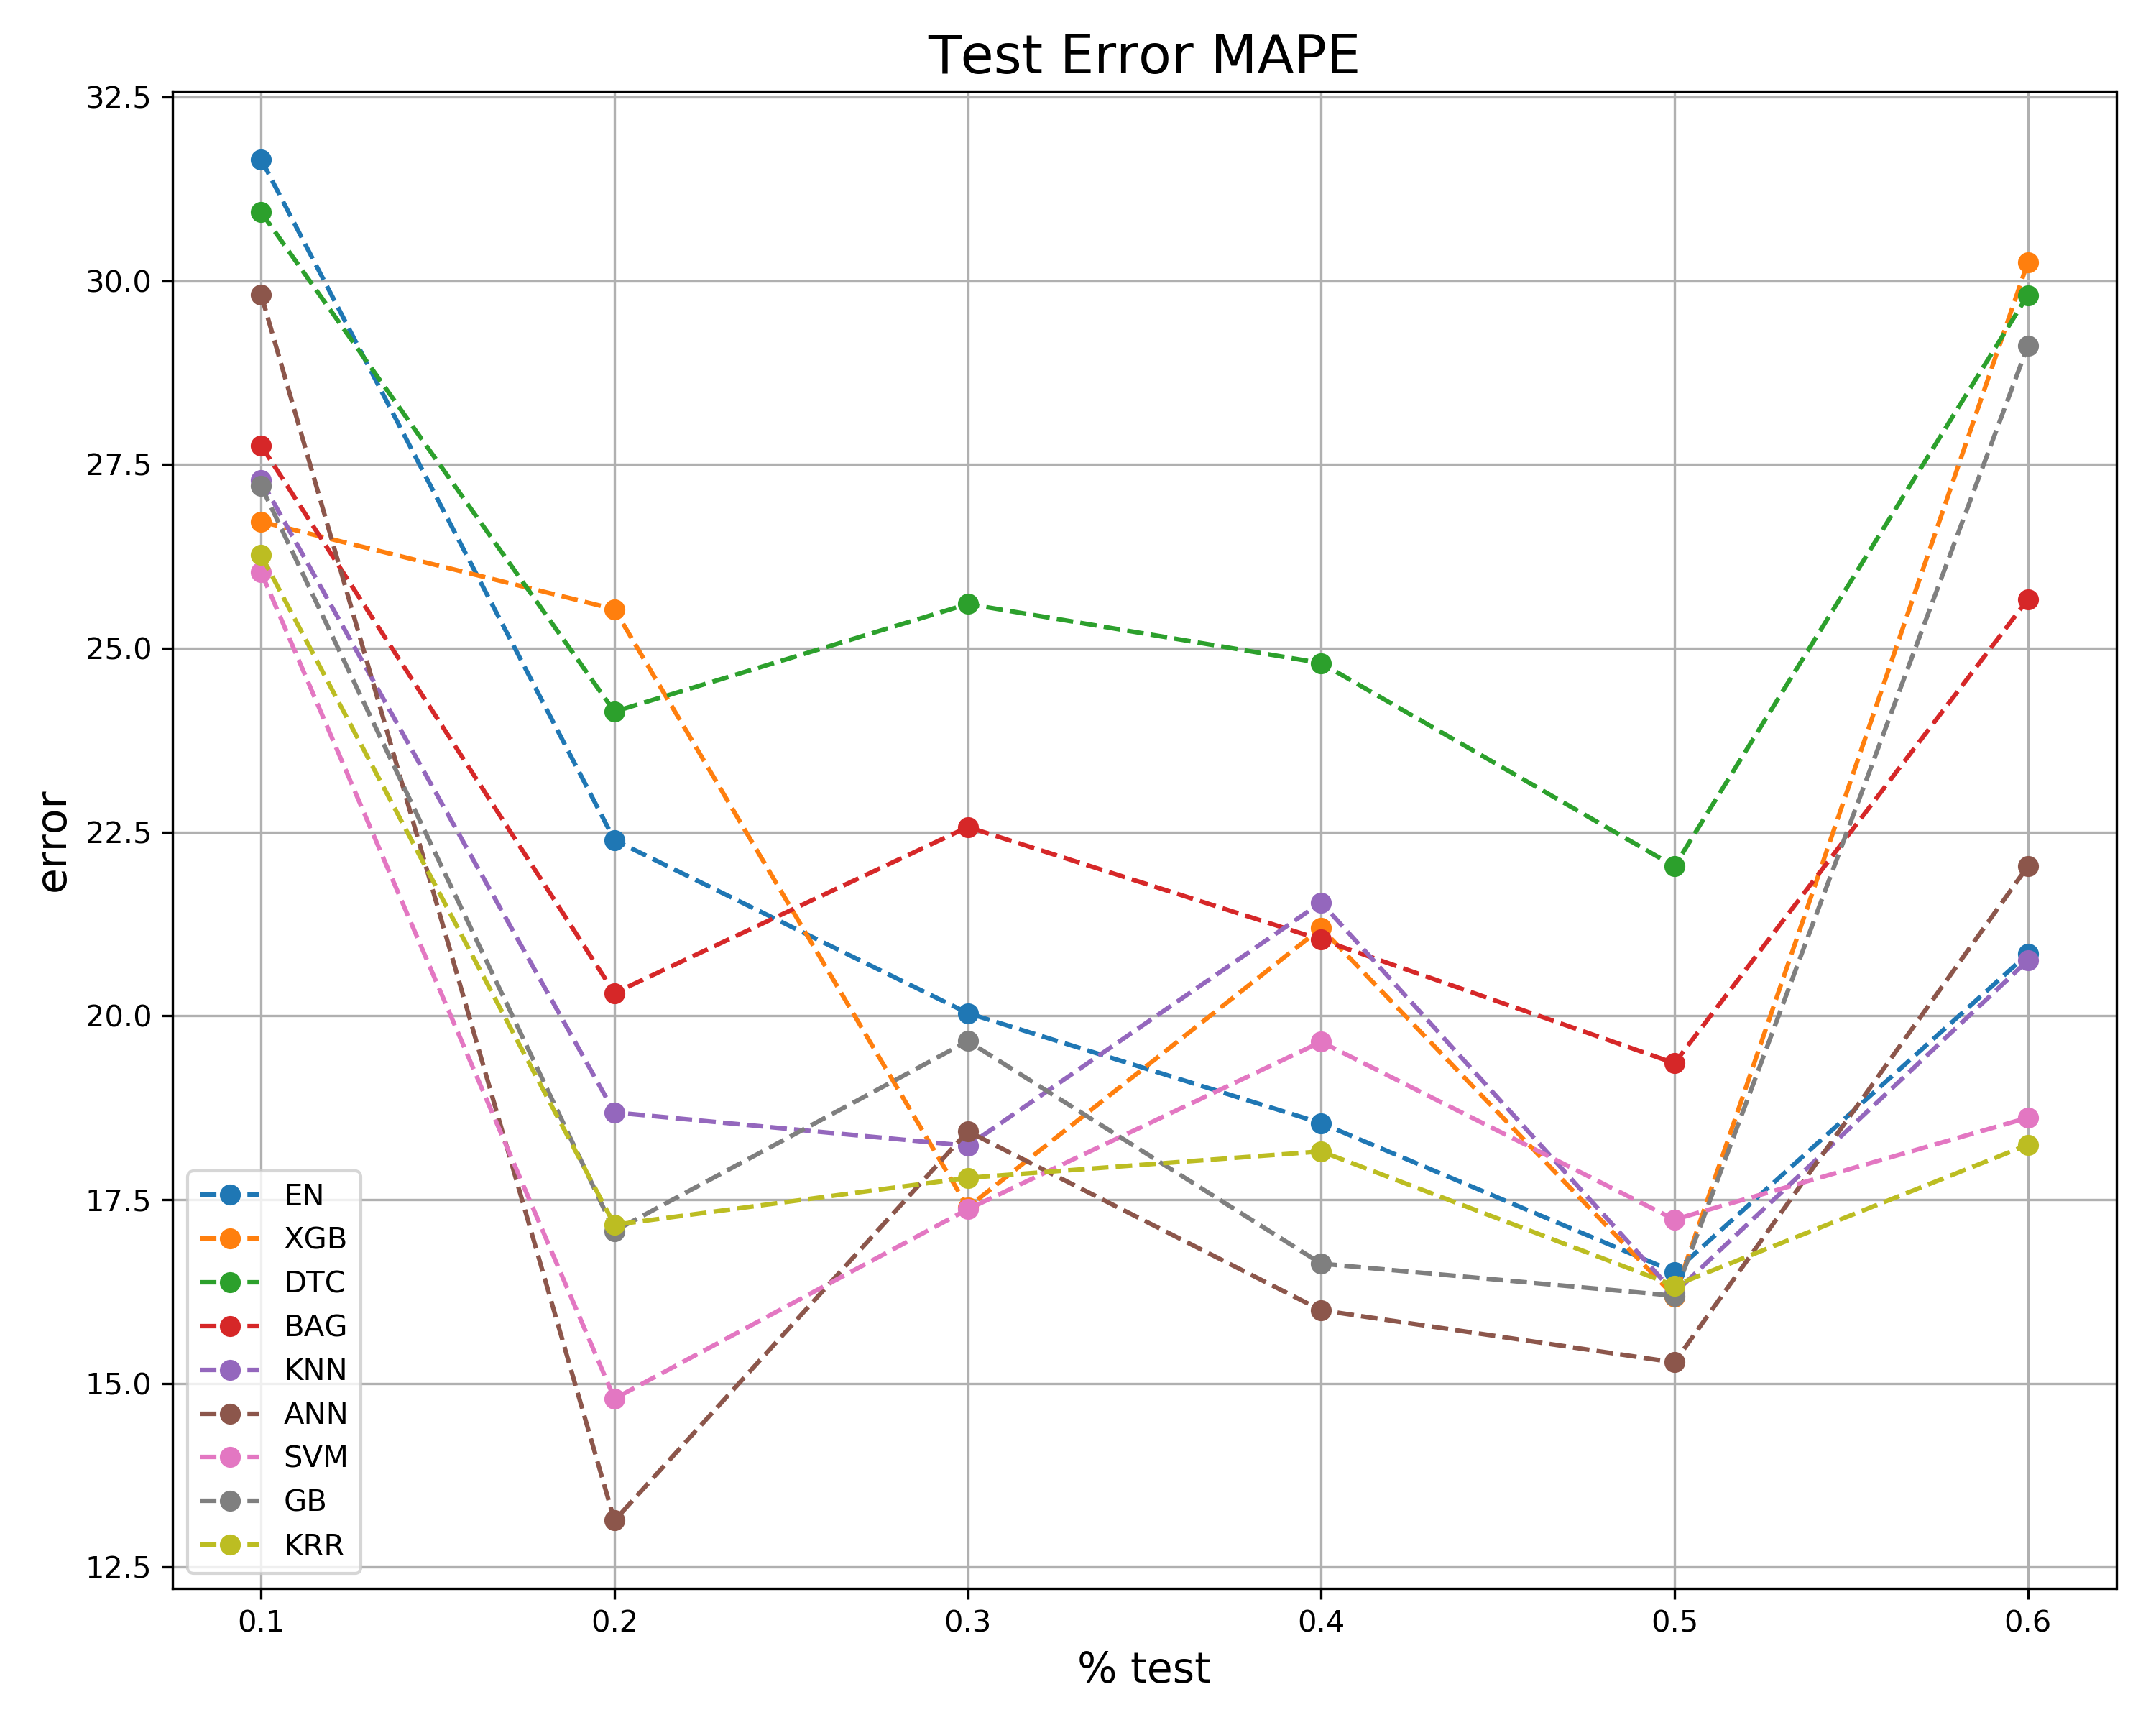 Test Error MAPE
32.5
30.0
27.5
25.0
22.5
20.0
17.5
15.0
12.5
error
EN
XGB
DTC
BAG
KNN
ANN
SVM
GB
KRR
0.1 0.2 0.3 0.4 0.5 0.6
% test